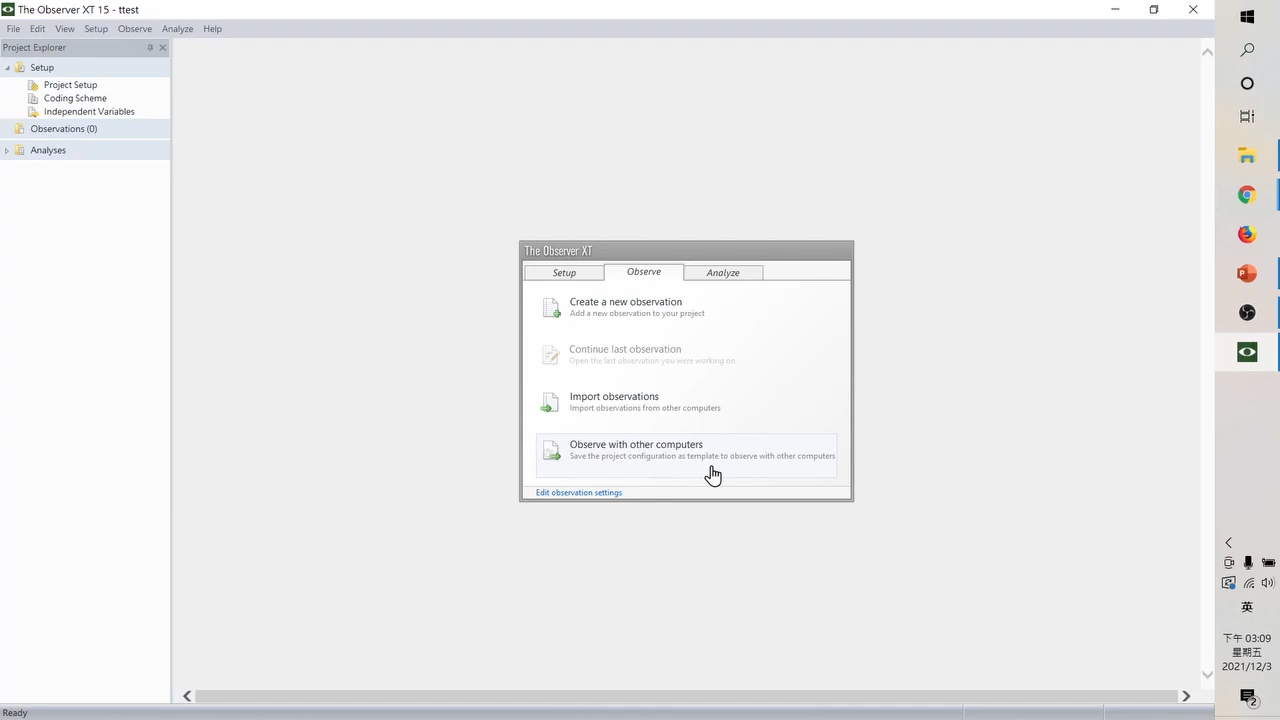 The Observer XT 15 - ttest
File Edit View Setup Observe Analyze Help
Project Explorer
Setup
Project Setup
Coding Scheme
Independent Variables
Observations (0)
Analyses
The Observer XT
Setup Observe Analyze
Create a new observation
Add a new observation to your project
Continue last observation
Open the last observation you were working on
Import observations
Import observations from other computers
Observe with other computers
Save the project configuration as template to observe with other computers
Edit observation settings
Ready
英
下午 03:09
星期五
2021/12/3
2